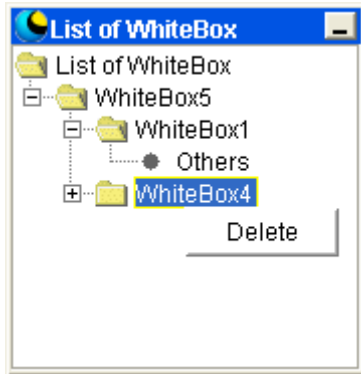 List of WhiteBox
List of WhiteBox
WhiteBox5
WhiteBox1
Others
WhiteBox4
Delete